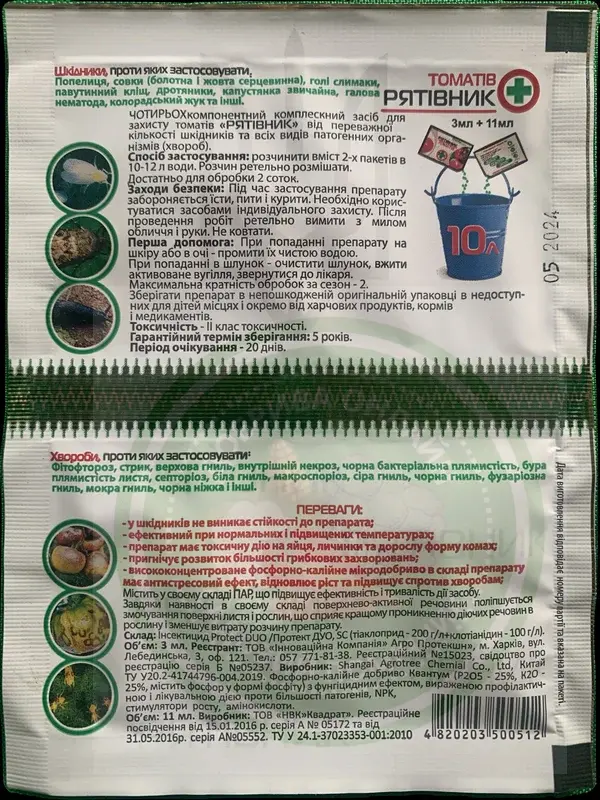 Шкідники, проти яких застосовувати,
Попелиця, совки (болотна і жовта серцевинна), голі слимаки,
павутинний кліщ, дротяники, капустянка звичайна, галова
нематода, колорадський жук та інші.
ТОМАТІВ
РЯТІВНИК
3мл + 11мл
10л
05 2024
ЧОТИРЬОХкомпонентний комплекский засіб для
захисту томатів «РЯТІВНИК» від переважної
кількості шкідників та всіх видів патогенних орга-
нізмів (хвороб).
Спосіб застосування: розчинити вміст 2-х пакетів в
10-12 л води. Розчин ретельно розмішати.
Достатньо для обробки 2 соток.
Заходи безпеки: Під час застосування препарату
забороняється їсти, пити і курити. Необхідно корис-
туватися засобами індивідуального захисту. Після
проведення робіт ретельно вимити з милом
обличчя і руки. Не ковтати.
Перша допомога: При попаданні препарату на
шкіру або в очі - промити їх чистою водою.
При попаданні в шлунок - очистити шлунок, вжити
активоване вугілля, звернутися до лікаря.
Максимальна кратність обробок за сезон - 2.
Зберігати препарат в непошкодженій оригінальній упаковці в недоступ-
них для дітей місцях і окремо від харчових продуктів, кормів
і медикаментів.
Токсичність - II клас токсичності.
Гарантійний термін зберігання: 5 років.
Період очікування - 20 днів.
Хвороби, проти яких застосовувати:
Фітофтороз, стрик, верхова гниль, внутрішній некроз, чорна бактеріальна плямистість, бура
плямистість листя, септоріоз, біла гниль, макроспоріоз, сіра гниль, чорна гниль, фузаріозна
гниль, мокра гниль, чорна ніжка і інші.
ПЕРЕВАГИ:
- у шкідників не виникає стійкості до препарата;
- ефективний при нормальних і підвищених температурах;
- препарат має токсичну дію на яйця, личинки та дорослу форму комах;
- пригнічує розвиток більшості грибкових захворювань;
- висококонцентроване фосфорно-калійне мікродобриво в складі препарату
має антистресовий ефект, відновлює ріст та підвищує спротив хворобам;
Містить у своєму складі ПАР, що підвищує ефективність і тривалість дії засобу.
Завдяки наявності в своєму складі поверхнево-активної речовини поліпшується
змочування поверхні листя і рослин, що сприяє кращому проникненню діючих речовин в
рослину і зменшує витрату розчину препарату.
Склад: Інсектицид Protect DUO /Протект ДУО, SC (тіаклоприд - 200 г/л+клотіанідин - 100 г/л).
Об'єм: 3 мл. Реєстрант: ТОВ «Інноваційна Компанія» Агро Протекшн», м. Харків, вул.
Лебединська, 3, оф. 121. Тел.: 057 771-81-38. Реєстраційний №15023, свідоцтво про
реєстрацію серія Б №05237. Виробник: Shangai Agrotree Chemial Co., Ltd, Китай
ТУ У20.2-41744796-004.2019. Фосфорно-калійне добриво Квантум (P2O5 - 25%, K2O -
25%, містить фосфор у формі фосфіту) з фунгіцидним ефектом, вираженою профілактич-
ною і лікувальною дією проти більшості патогенів, NPK,
стимулятори росту, амінокислоти.
Об'єм: 11 мл. Виробник: ТОВ «НВК»Квадрат». Реєстраційне
посвідчення від 15.01.2016 р. серія А № 05172 та від
31.05.2016р. серія А№05552. ТУ У 24.1-37023353-001:2010
4 820203 500512
Дата виготовлення відповідає номеру партії та вказана на пакеті.